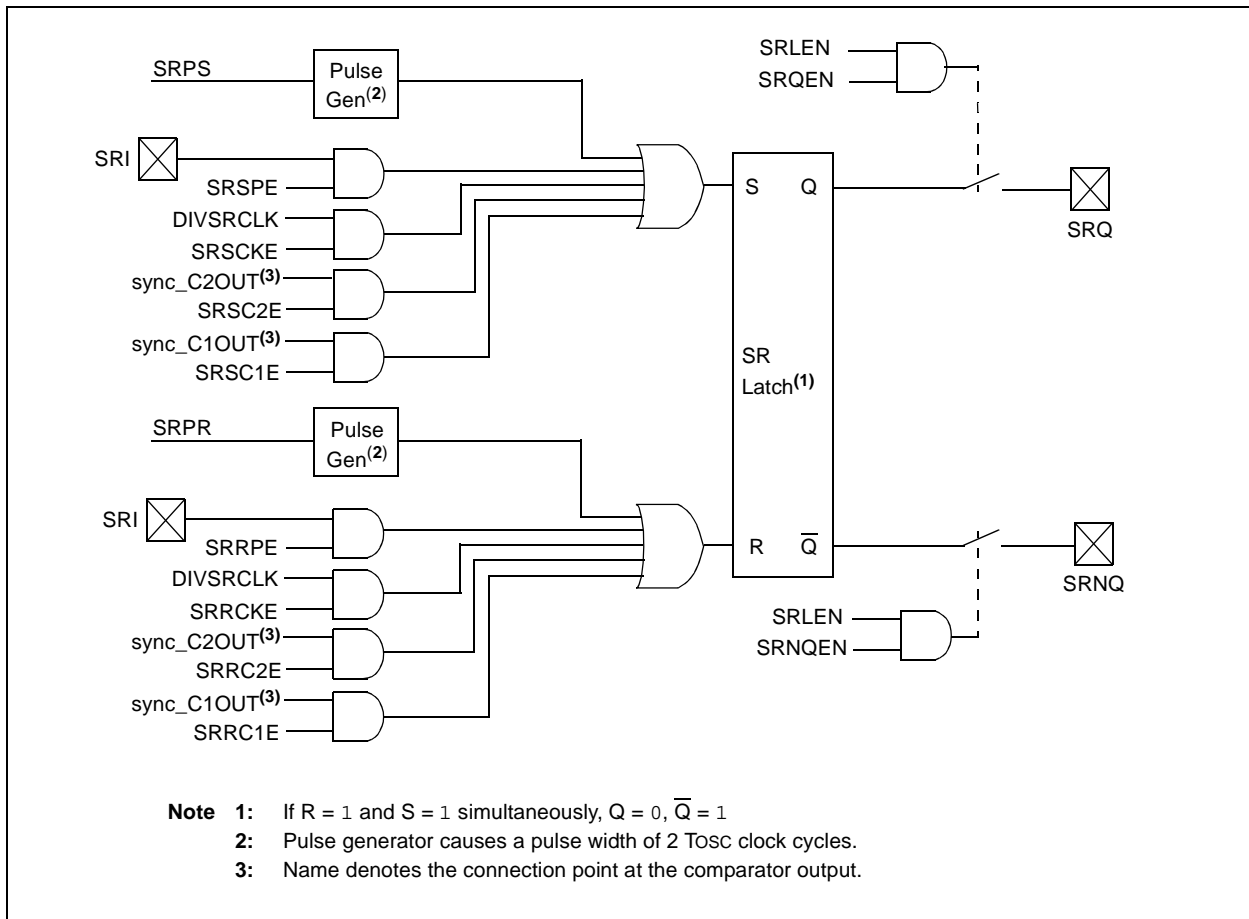 SRPS
Pulse
Gen(2)
SRLEN
SRQEN
SRI
SRSPE
DIVSRCLK
SRSCKE
sync_C2OUT(3)
SRSC2E
sync_C1OUT(3)
SRSC1E
S Q
SRQ
SR
Latch(1)
SRPR
Pulse
Gen(2)
SRI
SRRPE
DIVSRCLK
SRRCKE
sync_C2OUT(3)
SRRC2E
sync_C1OUT(3)
SRRC1E
R Q̅
SRNQ
SRLEN
SRNQEN
Note 1: If R = 1 and S = 1 simultaneously, Q = 0, Q̅ = 1
2: Pulse generator causes a pulse width of 2 TOSC clock cycles.
3: Name denotes the connection point at the comparator output.